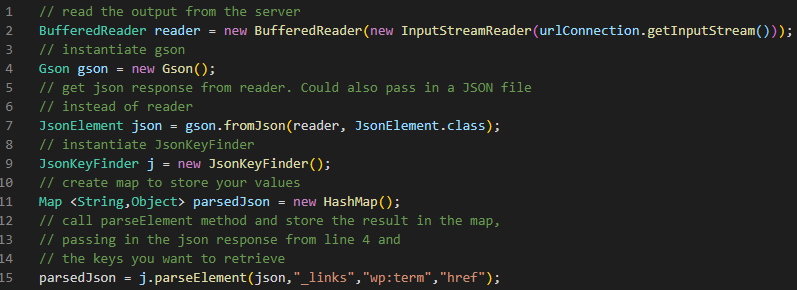 1 // read the output from the server
2 BufferedReader reader = new BufferedReader(new InputStreamReader(urlConnection.getInputStream()));
3 // instantiate gson
4 Gson gson = new Gson();
5 // get json response from reader. Could also pass in a JSON file
6 // instead of reader
7 JsonElement json = gson.fromJson(reader, JsonElement.class);
8 // instantiate JsonKeyFinder
9 JsonKeyFinder j = new JsonKeyFinder();
10 // create map to store your values
11 Map <String,Object> parsedJson = new HashMap();
12 // call parseElement method and store the result in the map,
13 // passing in the json response from line 4 and
14 // the keys you want to retrieve
15 parsedJson = j.parseElement(json,"_links","wp:term","href");